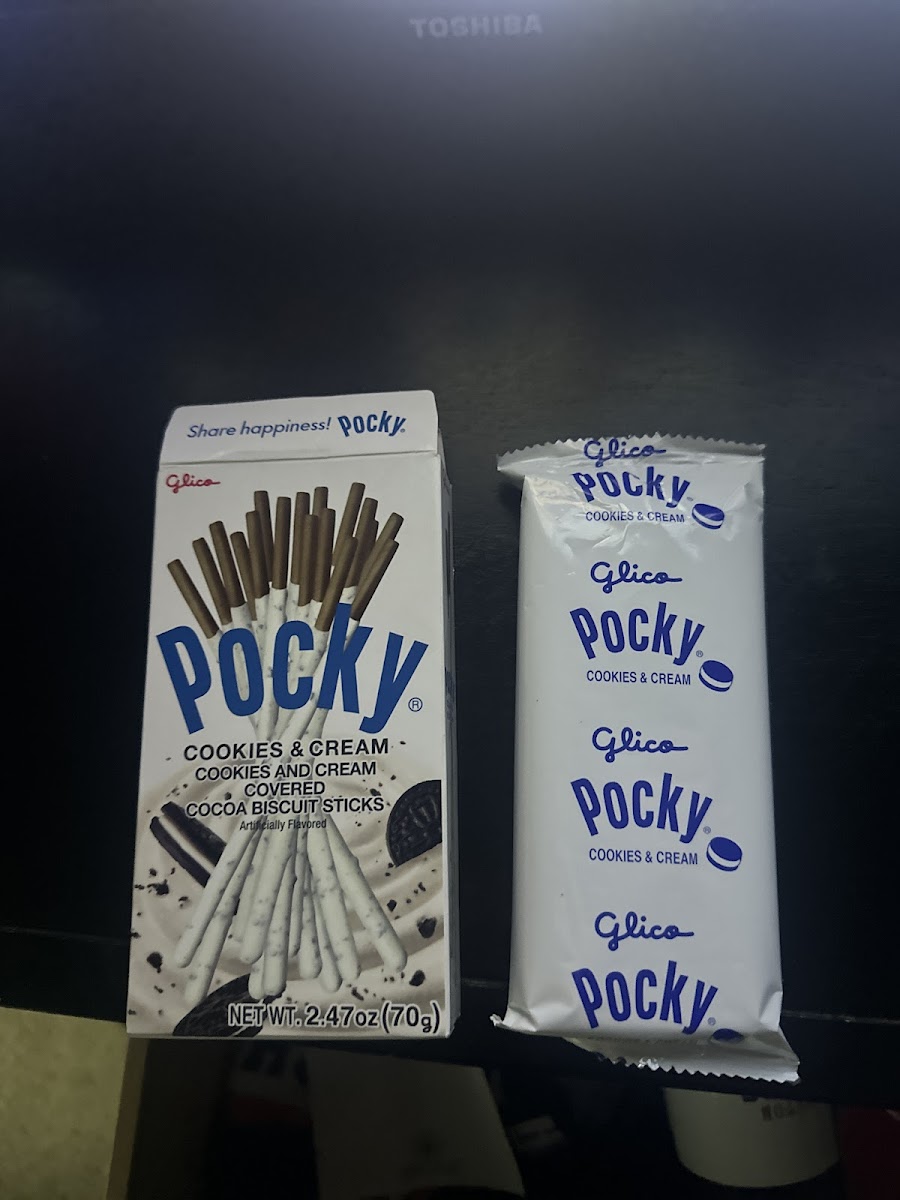 TOSHIBA
Share happiness! Pocky®
Glico
Pocky®
COOKIES & CREAM
COOKIES AND CREAM
COVERED
COCOA BISCUIT STICKS
Artificially Flavored
NET WT. 2.47oz (70g)
Glico
Pocky
COOKIES & CREAM
Glico
Pocky®
COOKIES & CREAM
Glico
Pocky®
COOKIES & CREAM
Glico
Pocky®